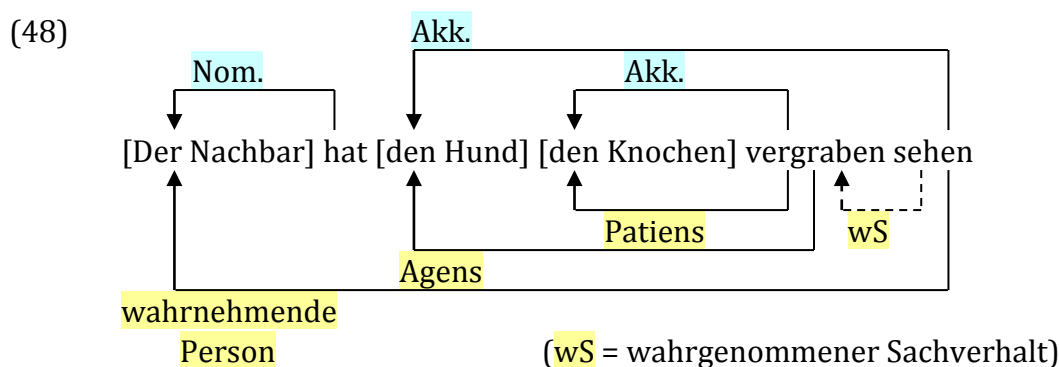 (48)
Akk.
Nom. Akk.
[Der Nachbar] hat [den Hund] [den Knochen] vergraben sehen
Patiens wS
Agens
wahrnehmende
Person (wS = wahrgenommener Sachverhalt)